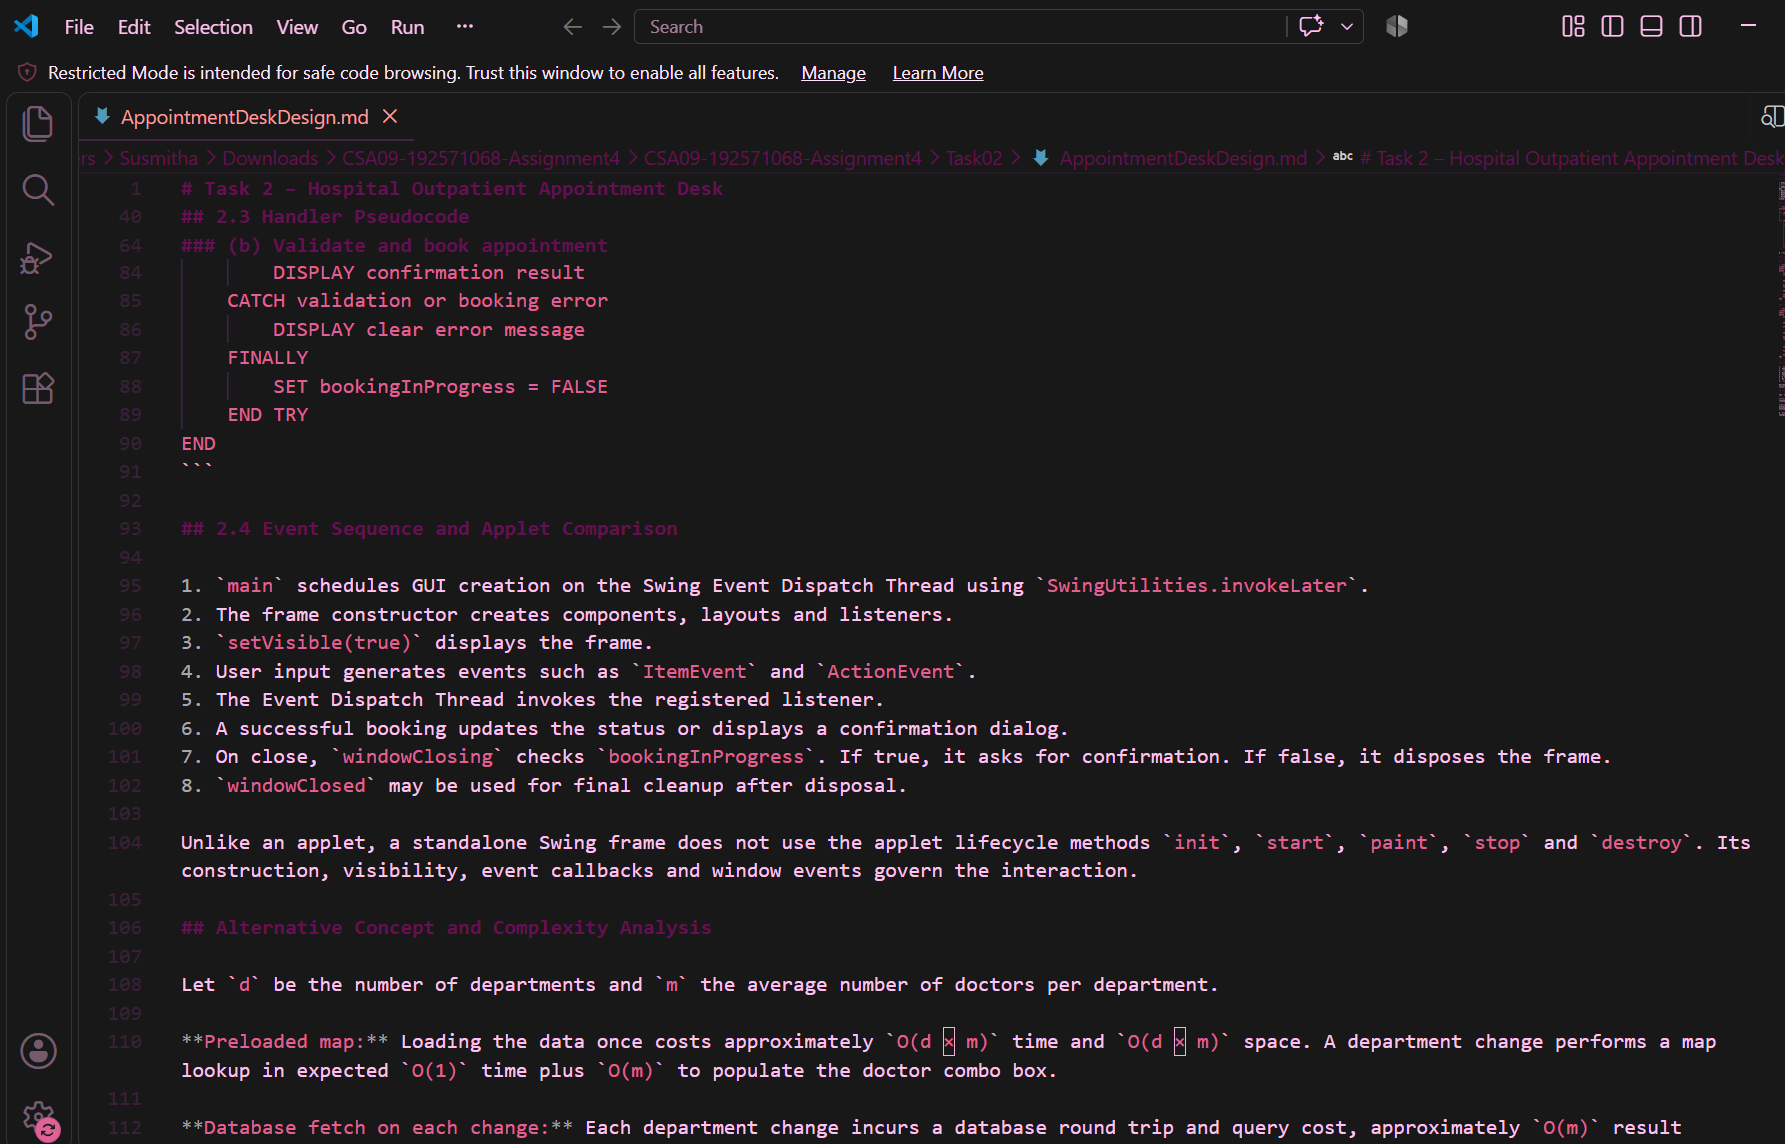 File Edit Selection View Go Run ··· Search
Restricted Mode is intended for safe code browsing. Trust this window to enable all features. Manage Learn More
AppointmentDeskDesign.md
rs > Susmitha > Downloads > CSA09-192571068-Assignment4 > CSA09-192571068-Assignment4 > Task02 > AppointmentDeskDesign.md > abc # Task 2 – Hospital Outpatient Appointment Desk
1 # Task 2 – Hospital Outpatient Appointment Desk
40 ## 2.3 Handler Pseudocode
64 ### (b) Validate and book appointment
84 DISPLAY confirmation result
85 CATCH validation or booking error
86 DISPLAY clear error message
87 FINALLY
88 SET bookingInProgress = FALSE
89 END TRY
90 END
91 ```
92
93 ## 2.4 Event Sequence and Applet Comparison
94
95 1. `main` schedules GUI creation on the Swing Event Dispatch Thread using `SwingUtilities.invokeLater`.
96 2. The frame constructor creates components, layouts and listeners.
97 3. `setVisible(true)` displays the frame.
98 4. User input generates events such as `ItemEvent` and `ActionEvent`.
99 5. The Event Dispatch Thread invokes the registered listener.
100 6. A successful booking updates the status or displays a confirmation dialog.
101 7. On close, `windowClosing` checks `bookingInProgress`. If true, it asks for confirmation. If false, it disposes the frame.
102 8. `windowClosed` may be used for final cleanup after disposal.
103
104 Unlike an applet, a standalone Swing frame does not use the applet lifecycle methods `init`, `start`, `paint`, `stop` and `destroy`. Its
construction, visibility, event callbacks and window events govern the interaction.
105
106 ## Alternative Concept and Complexity Analysis
107
108 Let `d` be the number of departments and `m` the average number of doctors per department.
109
110 **Preloaded map:** Loading the data once costs approximately `O(d × m)` time and `O(d × m)` space. A department change performs a map
lookup in expected `O(1)` time plus `O(m)` to populate the doctor combo box.
111
112 **Database fetch on each change:** Each department change incurs a database round trip and query cost, approximately `O(m)` result